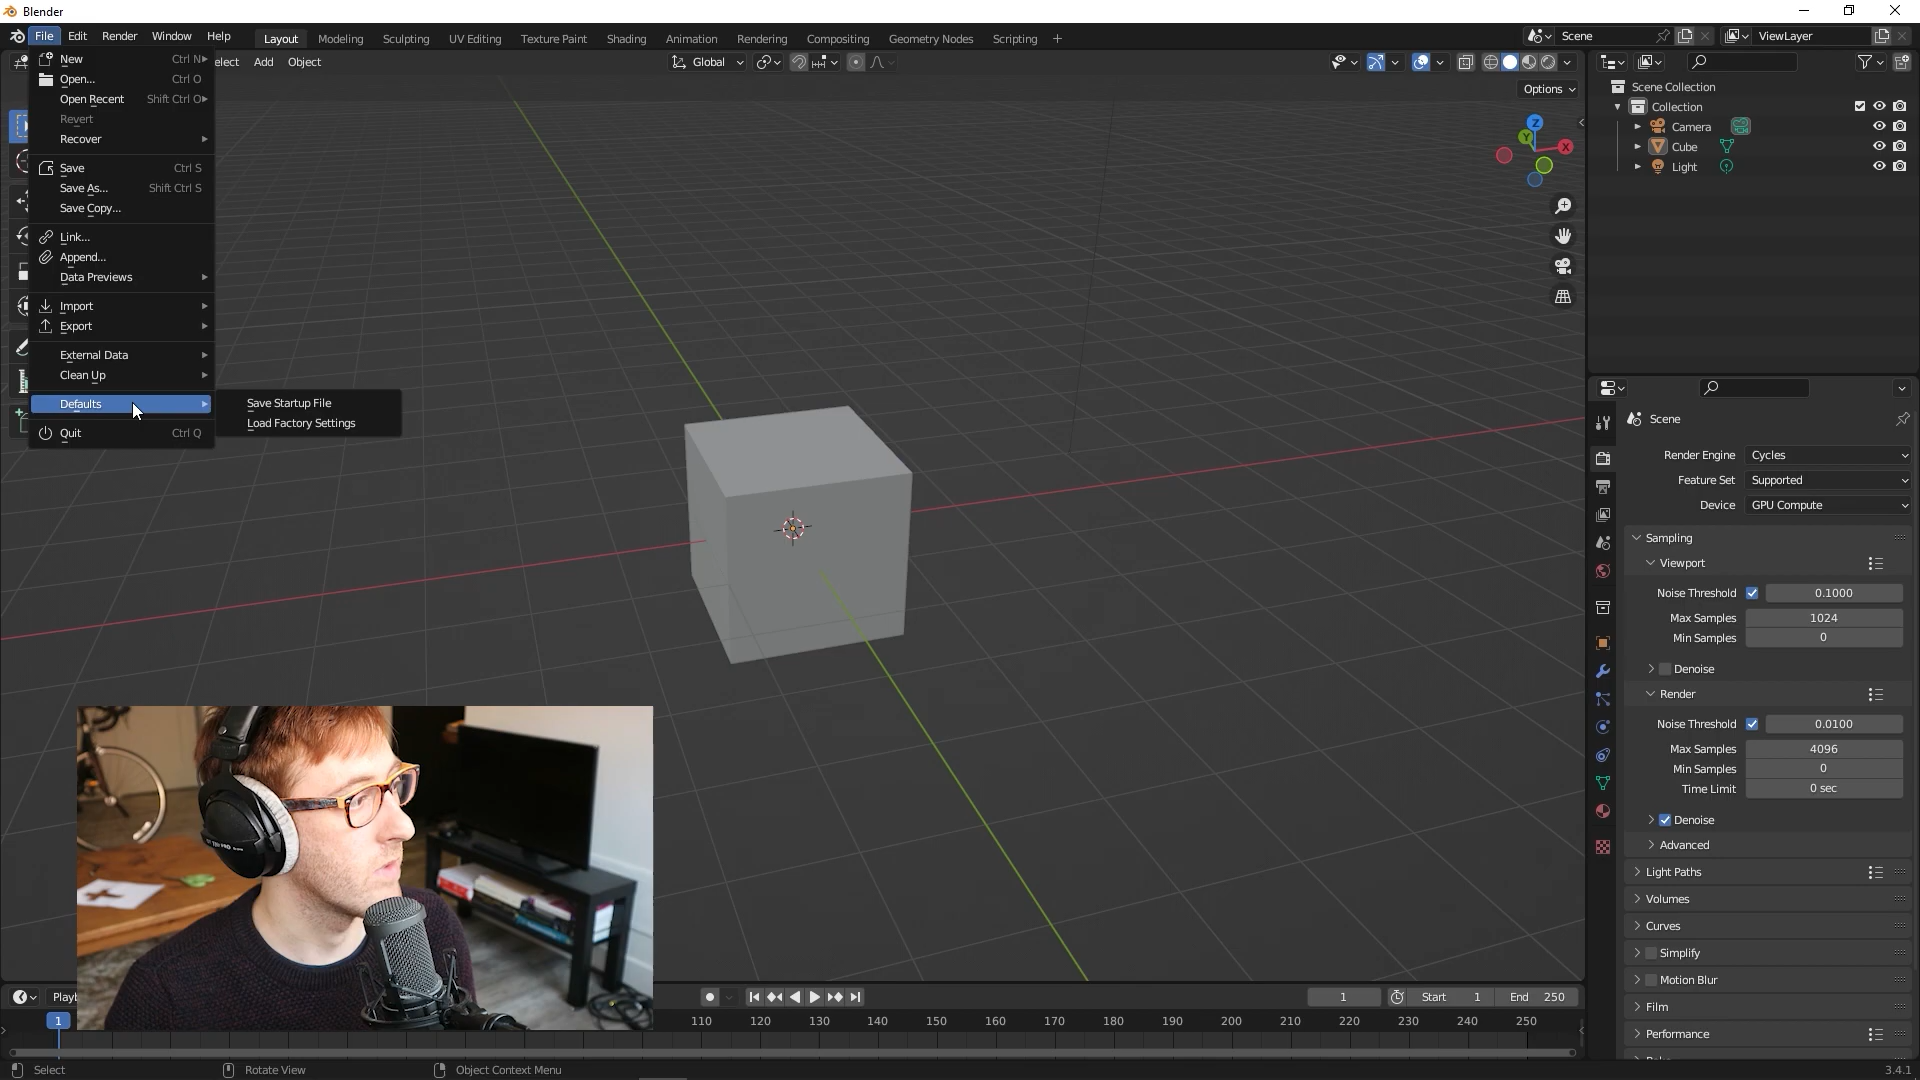 Blender
File Edit Render Window Help
Layout Modeling Sculpting UV Editing Texture Paint Shading Animation Rendering Compositing Geometry Nodes Scripting +
Scene
ViewLayer
New Ctrl N
Open... Ctrl O
Open Recent Shift Ctrl O
Revert
Recover
Save Ctrl S
Save As... Shift Ctrl S
Save Copy...
Link...
Append...
Data Previews
Import
Export
External Data
Clean Up
Defaults
Quit Ctrl Q
Save Startup File
Load Factory Settings
elect Add Object
Global
Options
Z
Y
X
Scene Collection
Collection
Camera
Cube
Light
Scene
Render Engine Cycles
Feature Set Supported
Device GPU Compute
Sampling
Viewport
Noise Threshold 0.1000
Max Samples 1024
Min Samples 0
Denoise
Render
Noise Threshold 0.0100
Max Samples 4096
Min Samples 0
Time Limit 0 sec
Denoise
Advanced
Light Paths
Volumes
Curves
Simplify
Motion Blur
Film
Performance
Playb
1
Start 1
End 250
1 110 120 130 140 150 160 170 180 190 200 210 220 230 240 250
Select
Rotate View
Object Context Menu
3.4.1